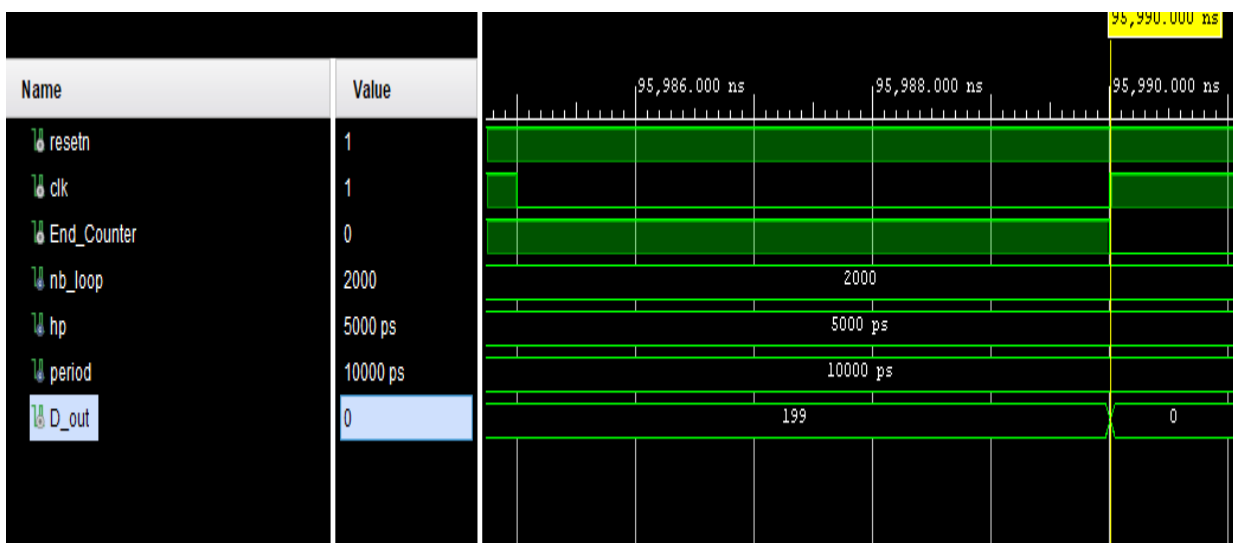 95,990.000 ns
Name Value 95,986.000 ns 95,988.000 ns 95,990.000 ns
resetn 1
clk 1
End_Counter 0
nb_loop 2000 2000
hp 5000 ps 5000 ps
period 10000 ps 10000 ps
D_out 0 199 0